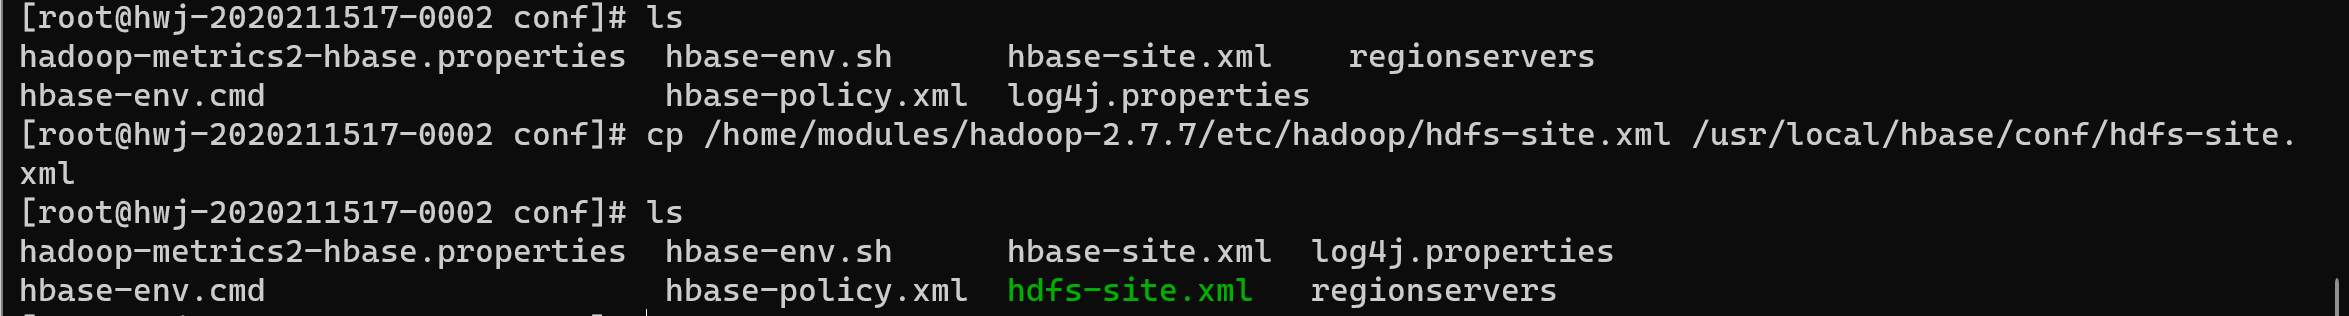 [root@hwj-2020211517-0002 conf]# ls
hadoop-metrics2-hbase.properties  hbase-env.sh      hbase-site.xml    regionservers
hbase-env.cmd                     hbase-policy.xml  log4j.properties
[root@hwj-2020211517-0002 conf]# cp /home/modules/hadoop-2.7.7/etc/hadoop/hdfs-site.xml /usr/local/hbase/conf/hdfs-site.
xml
[root@hwj-2020211517-0002 conf]# ls
hadoop-metrics2-hbase.properties  hbase-env.sh      hbase-site.xml  log4j.properties
hbase-env.cmd                     hbase-policy.xml  hdfs-site.xml   regionservers